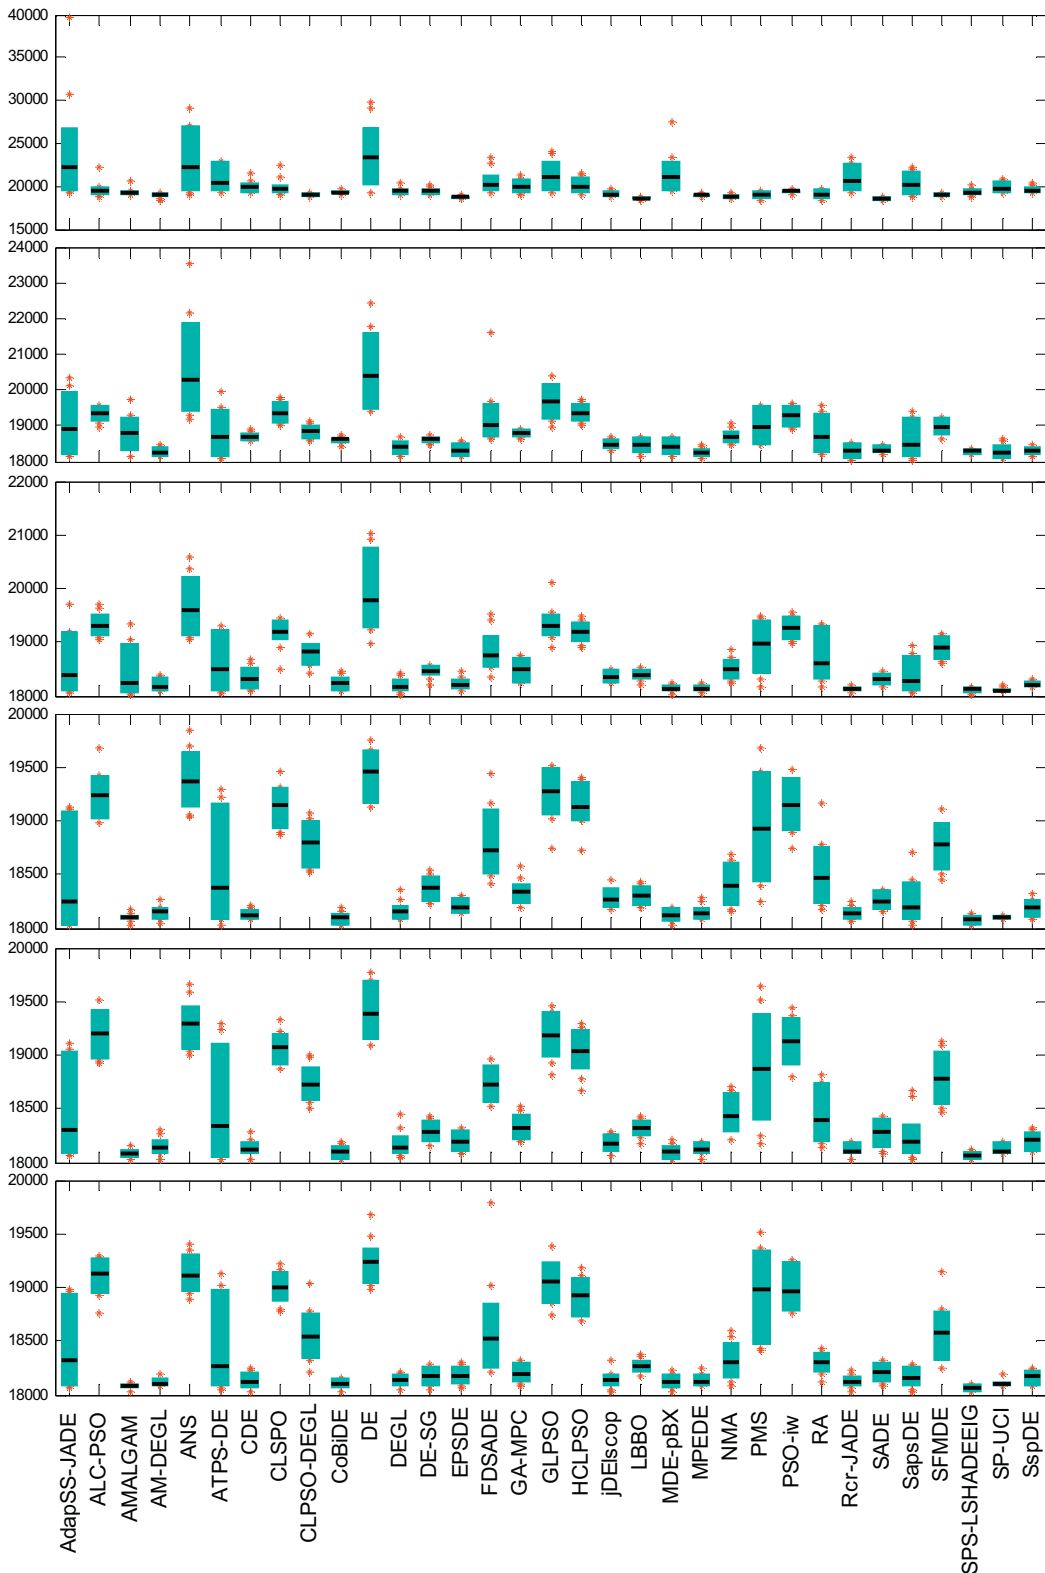 40000
35000
30000
25000
20000
15000
24000
23000
22000
21000
20000
19000
18000
22000
21000
20000
19000
18000
20000
19500
19000
18500
18000
20000
19500
19000
18500
18000
20000
19500
19000
18500
18000
AdapSS-JADE
ALC-PSO
AMALGAM
AM-DEGL
ANS
ATPS-DE
CDE
CLSPO
CLPSO-DEGL
CoBiDE
DE
DEGL
DE-SG
EPSDE
FDSADE
GA-MPC
GLPSO
HCLPSO
jDElscop
LBBO
MDE-pBX
MPEDE
NMA
PMS
PSO-iw
RA
Rcr-JADE
SADE
SapsDE
SFMDE
SPS-LSHADEEIG
SP-UCI
SspDE